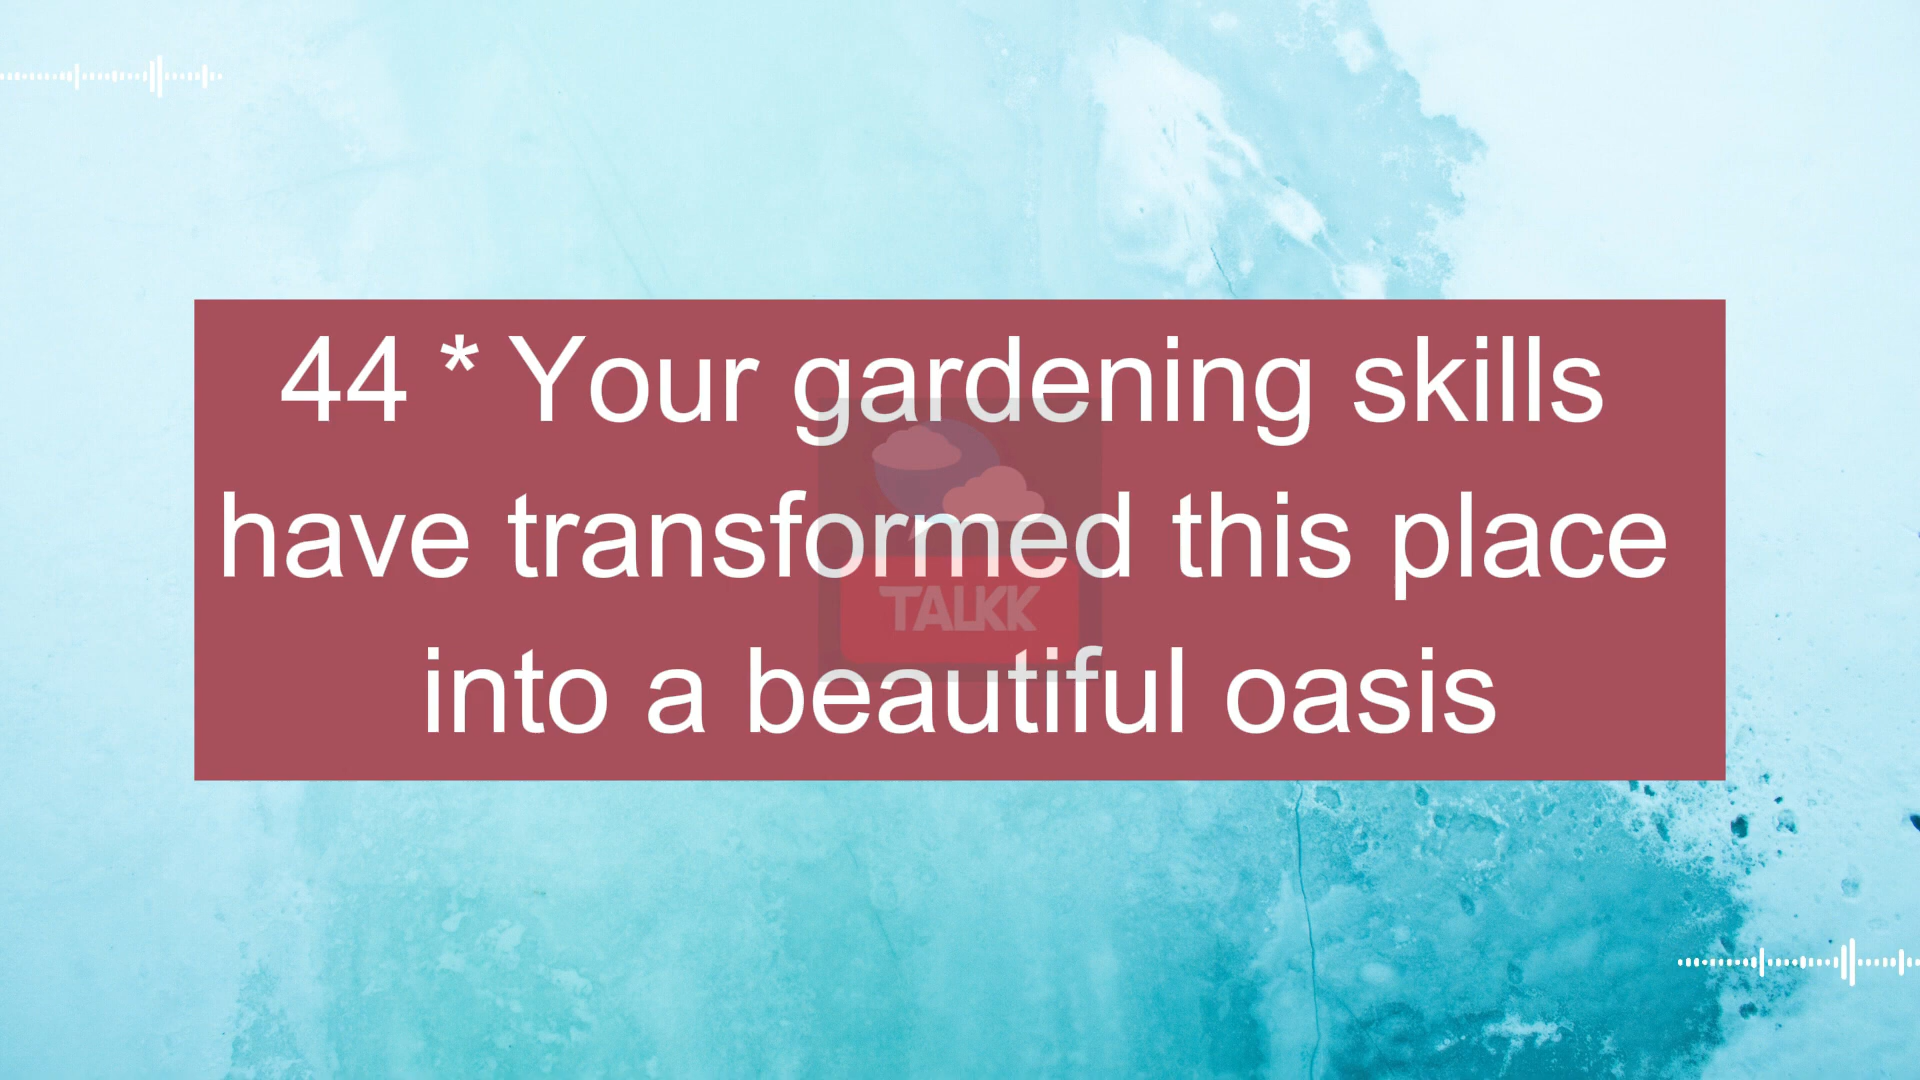 44 * Your gardening skills
have transformed this place
into a beautiful oasis
TALKK